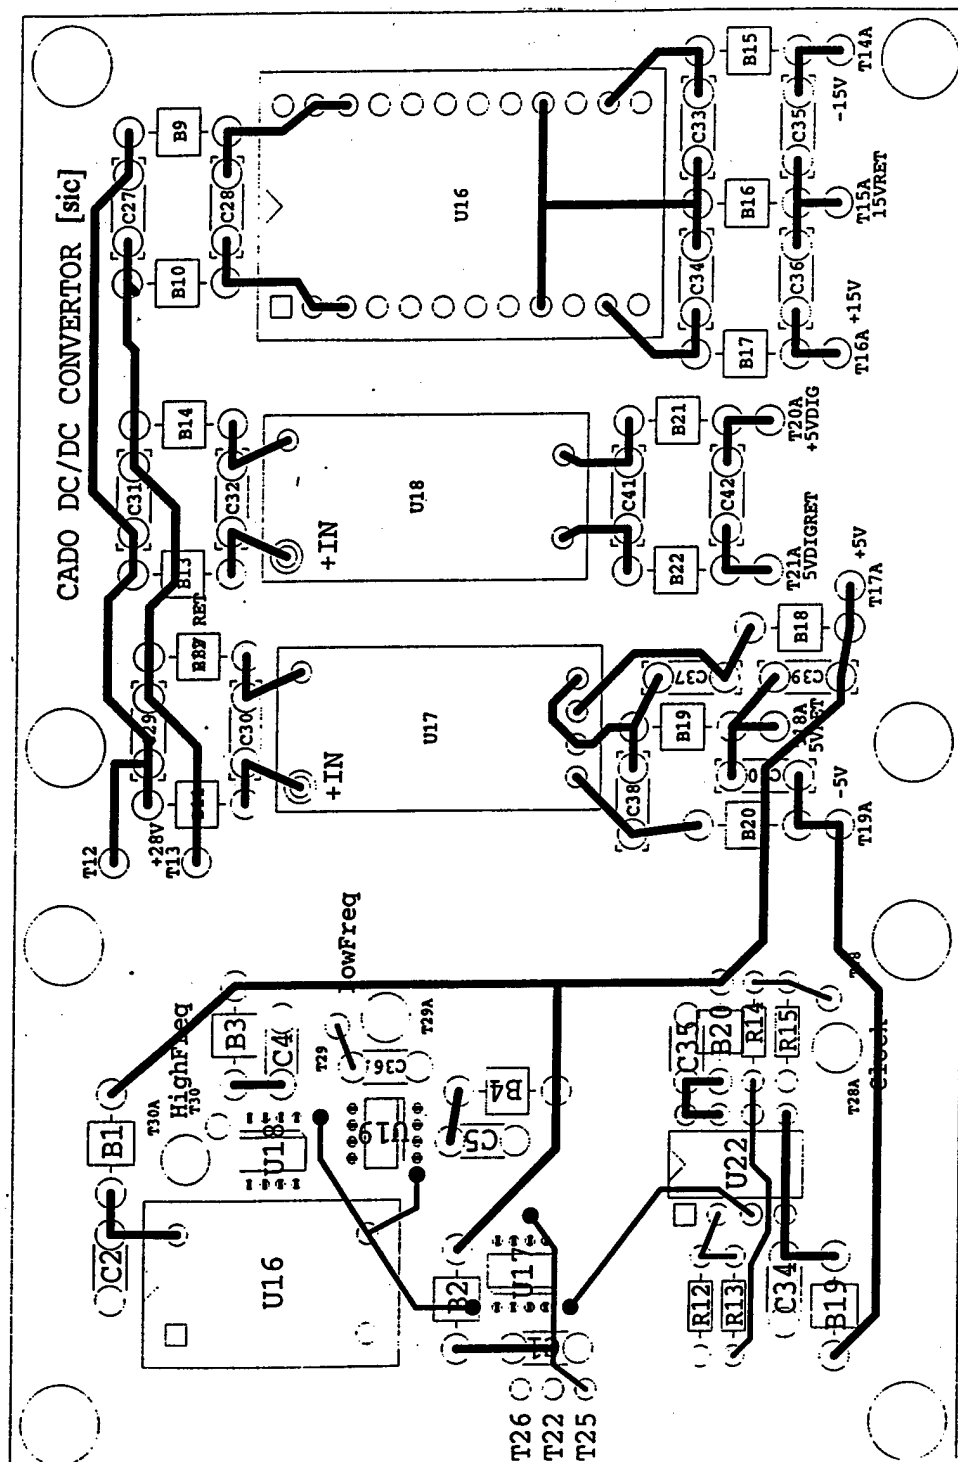 CADO DC/DC CONVERTOR [sic]
B9
C27
C28
B10
U16
B15
T14A
-15V
C33
C35
B16
T15A
15VRET
C34
C36
+15V
B17
T16A
B14
C31
C32
B13
U18
+IN
B21
T20A
+5VDIG
C41
C42
B22
T21A
5VDIGRET
+5V
T17A
RET
C30
U17
+IN
B18
C37
C39
B19
5VRET
C38
-5V
B20
T19A
T12
+28V
T13
LowFreq
B3
C4
HighFreq
T30
T30A
B1
T29
T29A
C36
B4
C5
U18
U19
C35
B20
R14
R15
T28A
Clock
U22
C2
U16
B2
U17
R12
R13
C34
B19
T26
T22
T25